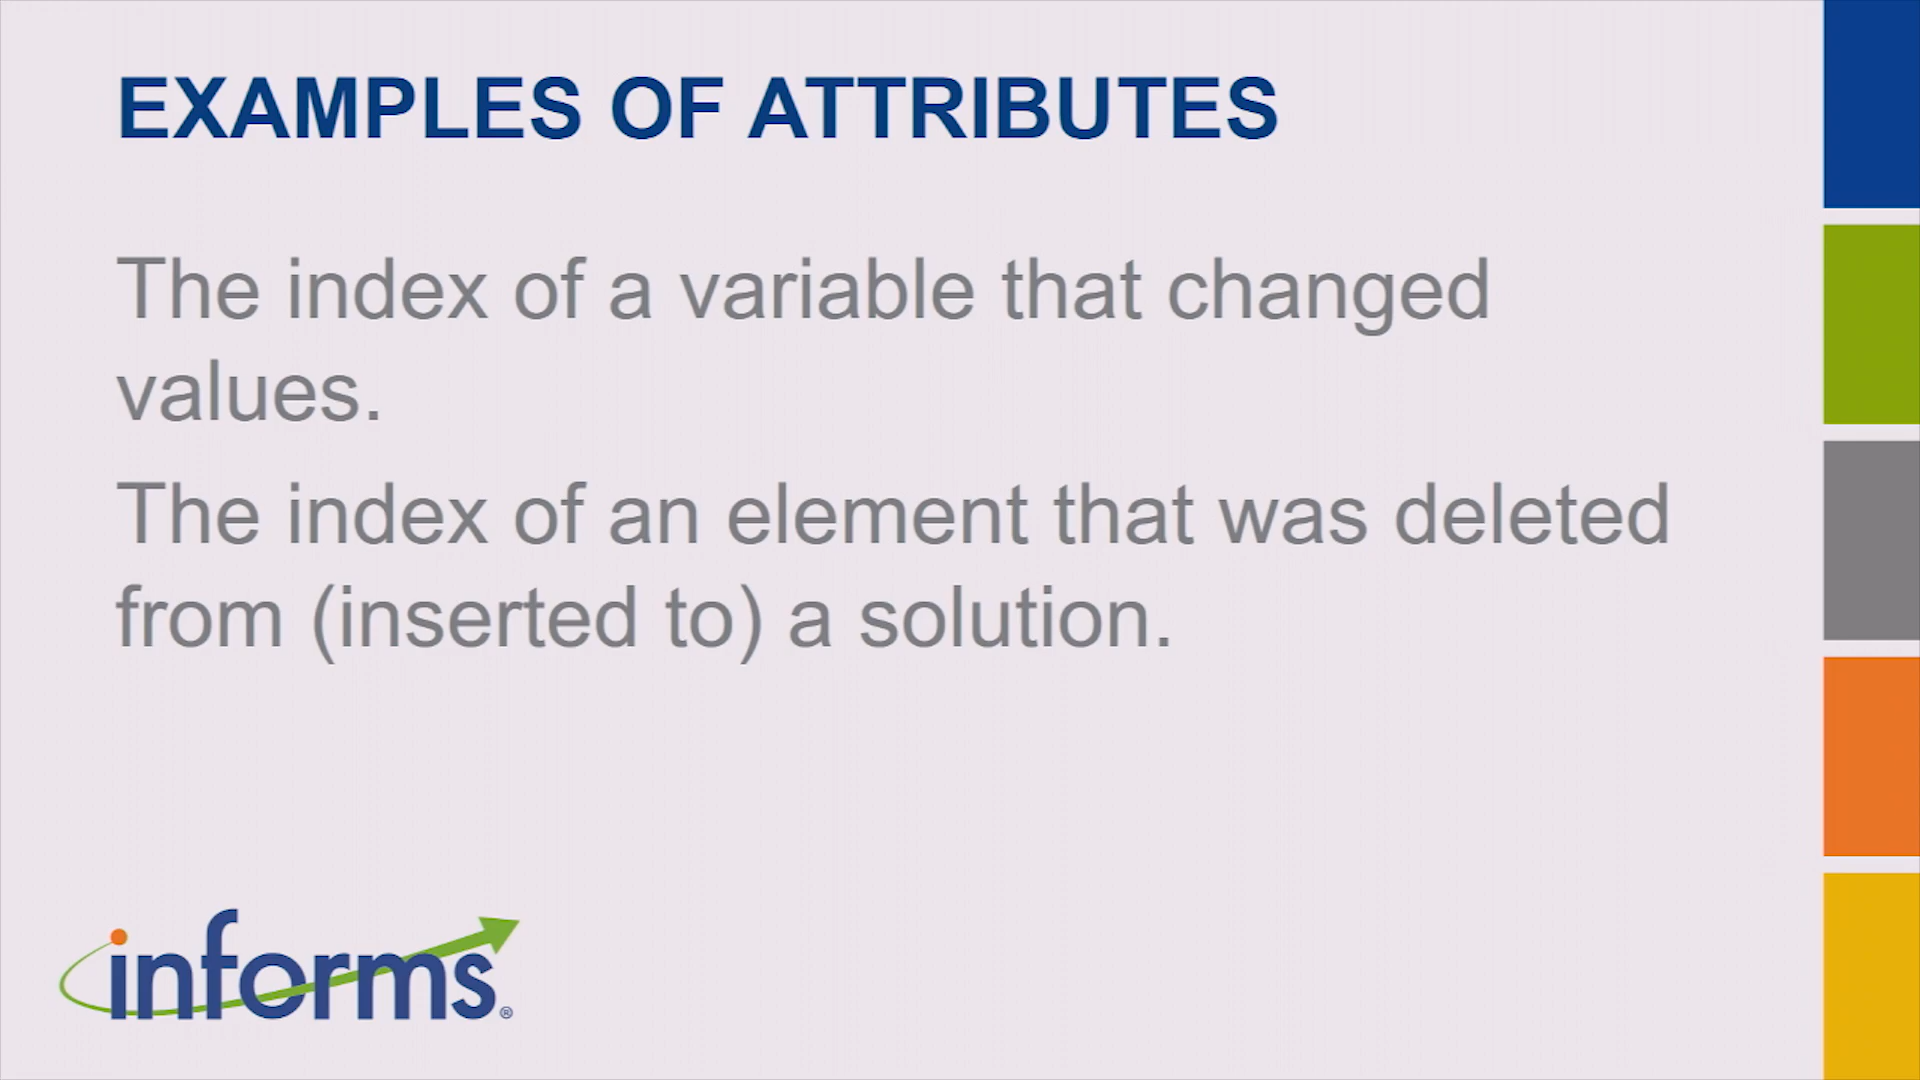 EXAMPLES OF ATTRIBUTES
The index of a variable that changed
values.
The index of an element that was deleted
from (inserted to) a solution.
informs®